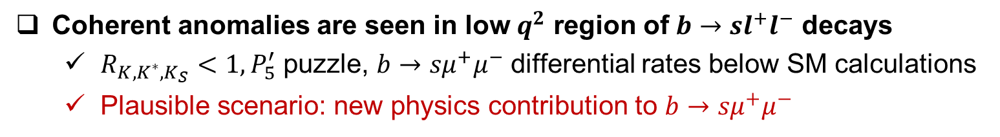 ❑ Coherent anomalies are seen in low q² region of b → sl⁺l⁻ decays
✓ R_{K,K*,K_S} < 1, P₅′ puzzle, b → sμ⁺μ⁻ differential rates below SM calculations
✓ Plausible scenario: new physics contribution to b → sμ⁺μ⁻